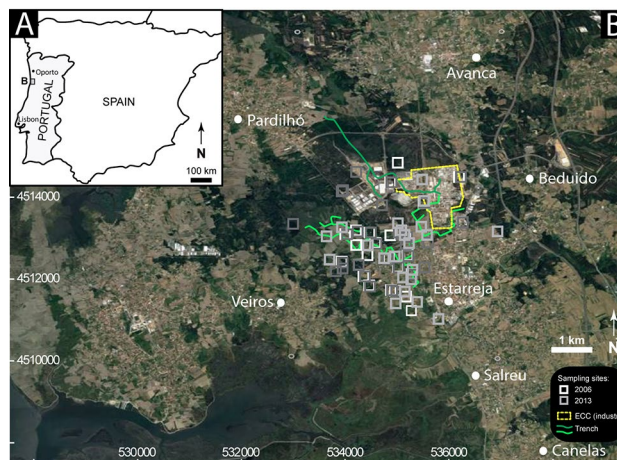 A
B
Oporto
B
PORTUGAL
SPAIN
Lisbon
N
100 km
Avanca
Pardilhó
Beduido
4514000
4512000
Veiros
Estarreja
1 km
N
4510000
Salreu
Sampling sites:
2006
2013
ECC (indust
Trench
530000
532000
534000
536000
Canelas